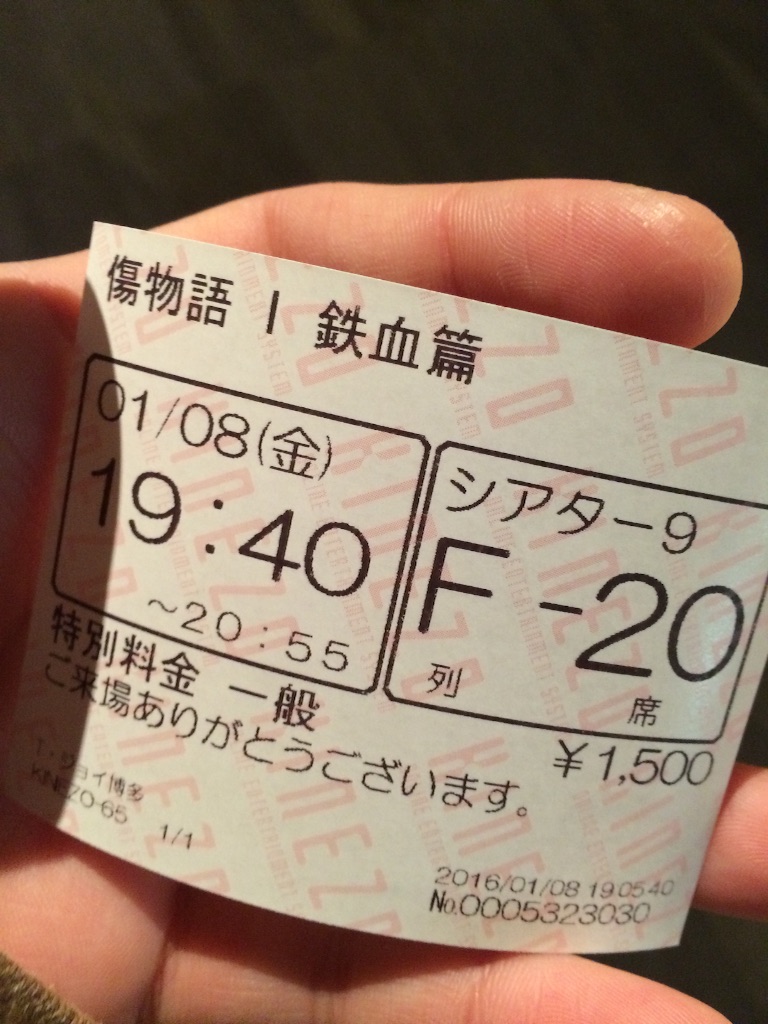 傷物語 Ⅰ 鉄血篇
01/08(金)
19:40
~20:55
シアター9
F-20
列 席
特別料金 一般
¥1,500
ご来場ありがとうございます。
T・ジョイ博多
KINEZO-65 1/1
2016/01/08 19:05:40
No.0005323030